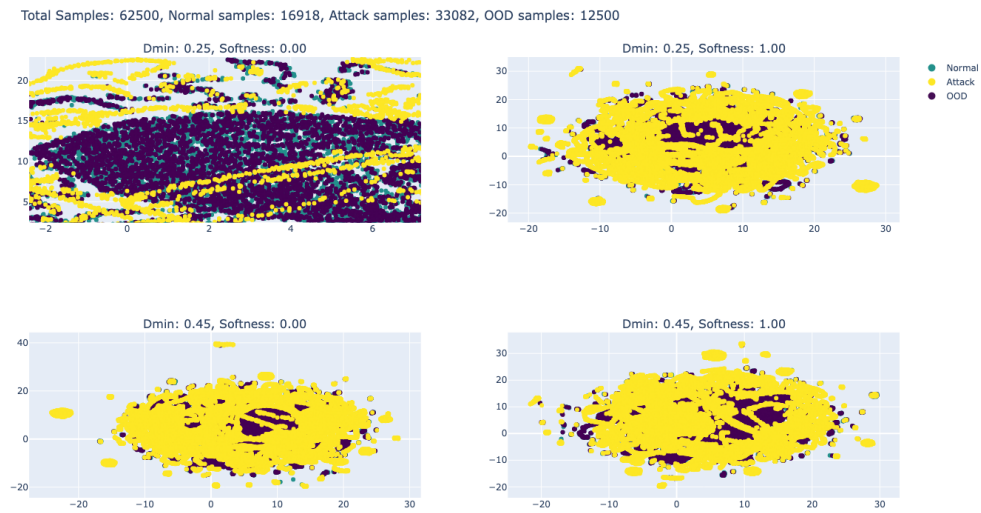 Total Samples: 62500, Normal samples: 16918, Attack samples: 33082, OOD samples: 12500
Dmin: 0.25, Softness: 0.00
20
15
10
5
−2 0 2 4 6
Dmin: 0.25, Softness: 1.00
30
20
10
0
−10
−20
−20 −10 0 10 20 30
Normal
Attack
OOD
Dmin: 0.45, Softness: 0.00
40
20
0
−20
−20 −10 0 10 20 30
Dmin: 0.45, Softness: 1.00
30
20
10
0
−10
−20
−20 −10 0 10 20 30